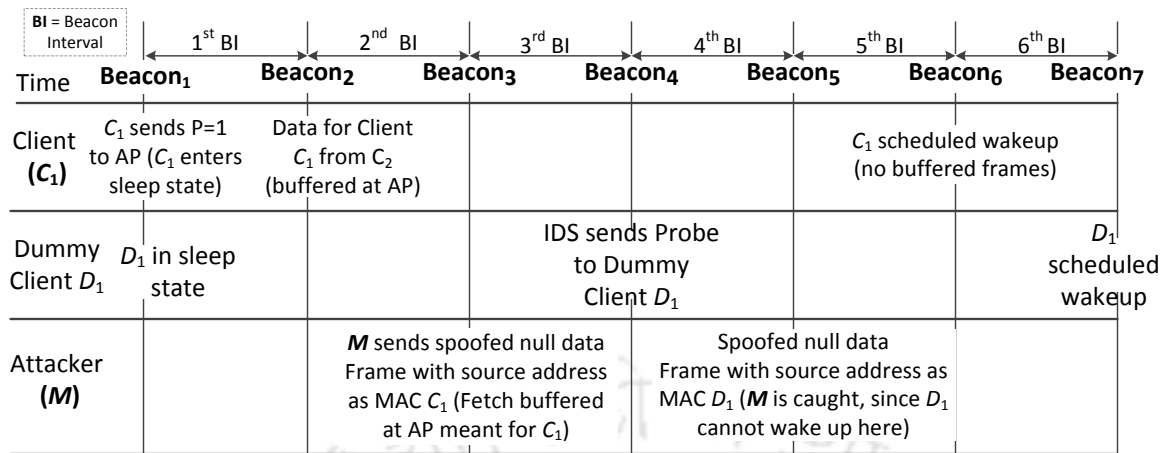 BI = Beacon
Interval
1st BI
2nd BI
3rd BI
4th BI
5th BI
6th BI
Time
Beacon1
Beacon2
Beacon3
Beacon4
Beacon5
Beacon6
Beacon7
Client
(C1)
C1 sends P=1
to AP (C1 enters
sleep state)
Data for Client
C1 from C2
(buffered at AP)
C1 scheduled wakeup
(no buffered frames)
Dummy
Client D1
D1 in sleep
state
IDS sends Probe
to Dummy
Client D1
D1
scheduled
wakeup
Attacker
(M)
M sends spoofed null data
Frame with source address
as MAC C1 (Fetch buffered
at AP meant for C1)
Spoofed null data
Frame with source address as
MAC D1 (M is caught, since D1
cannot wake up here)